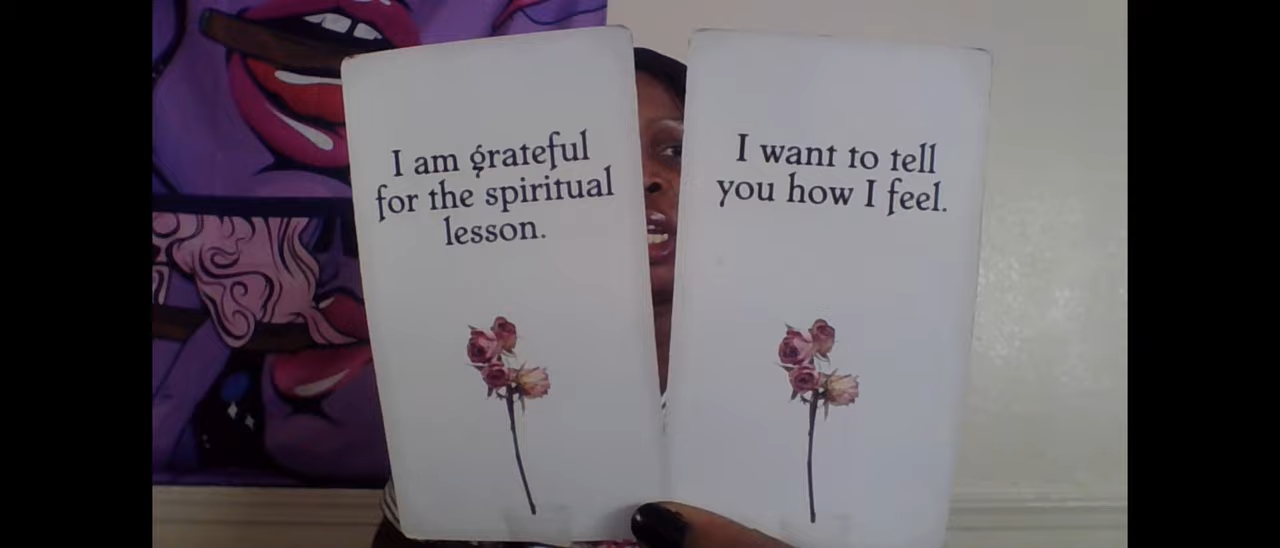 I am grateful
for the spiritual
lesson.
I want to tell
you how I feel.